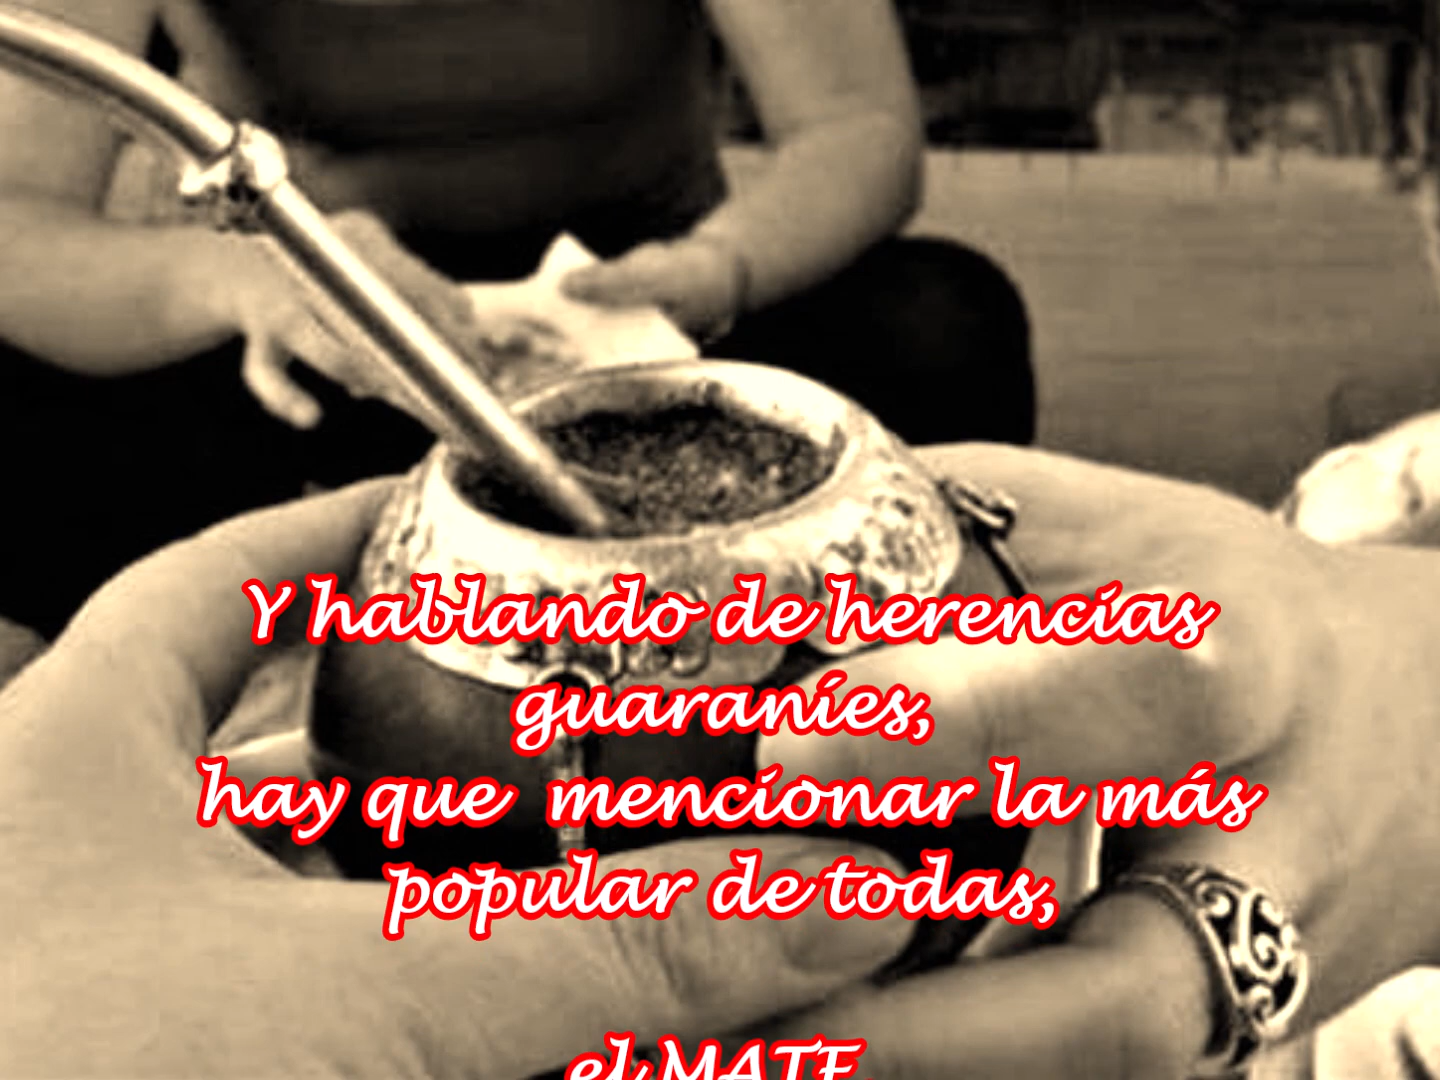 Y hablando de herencias
guaraníes,
hay que mencionar la más
popular de todas,
el MATE